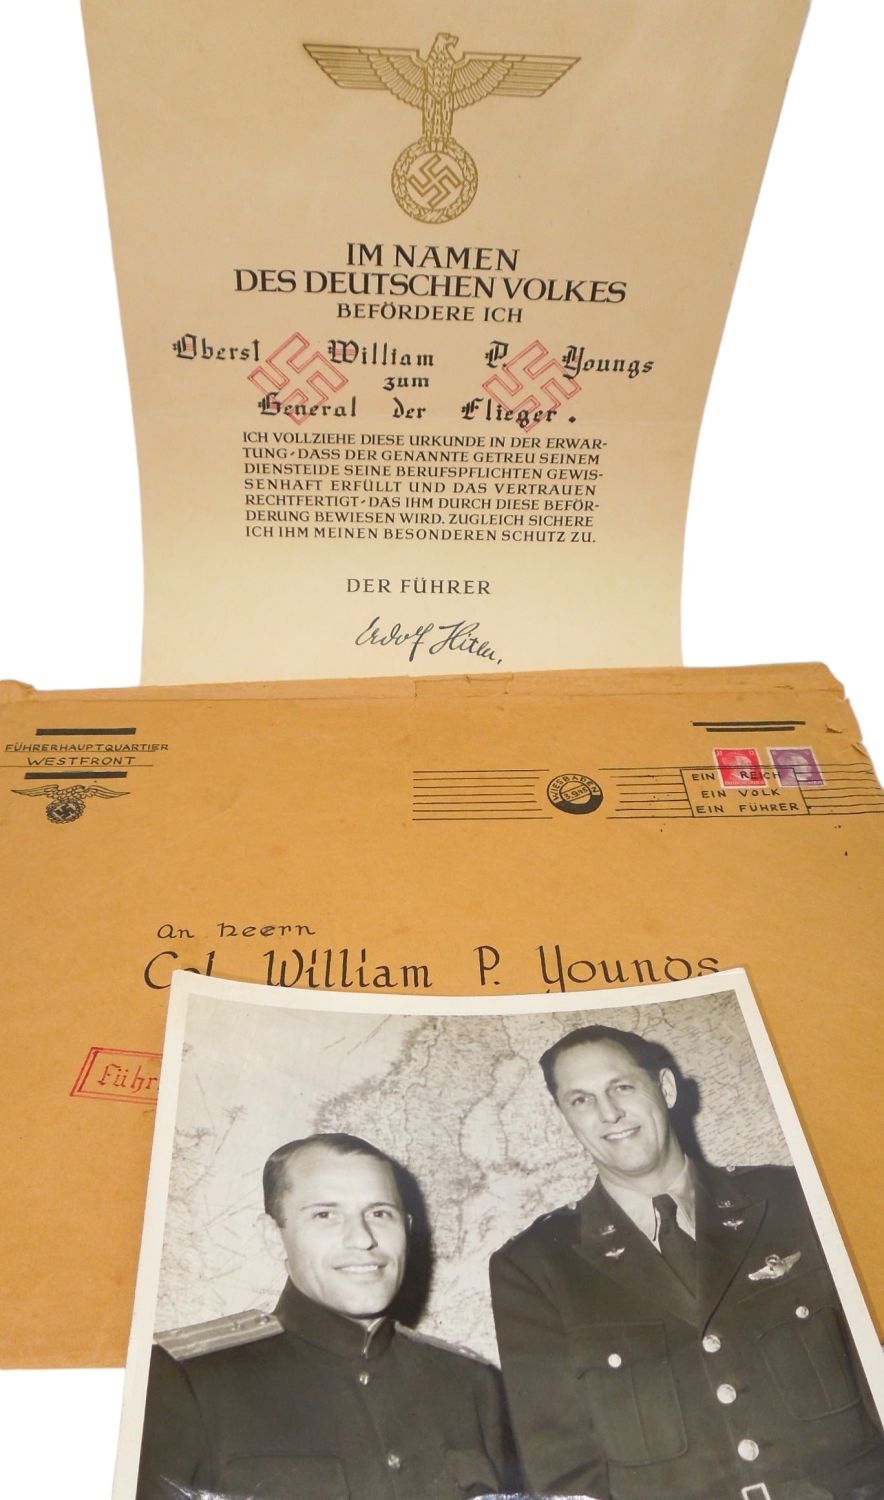 IM NAMEN
DES DEUTSCHEN VOLKES
BEFÖRDERE ICH
Oberst William P. Youngs
zum
General der Flieger.
ICH VOLLZIEHE DIESE URKUNDE IN DER ERWAR-
TUNG-DASS DER GENANNTE GETREU SEINEM
DIENSTEIDE SEINE BERUFSPFLICHTEN GEWIS-
SENHAFT ERFÜLLT UND DAS VERTRAUEN
RECHTFERTIGT-DAS IHM DURCH DIESE BEFÖR-
DERUNG BEWIESEN WIRD. ZUGLEICH SICHERE
ICH IHM MEINEN BESONDEREN SCHUTZ ZU.
DER FÜHRER
Adolf Hitler,
FÜHRERHAUPTQUARTIER
WESTFRONT
WIESBADEN
EIN REICH
EIN VOLK
EIN FÜHRER
An Heern
Col William P. Youngs
Führ